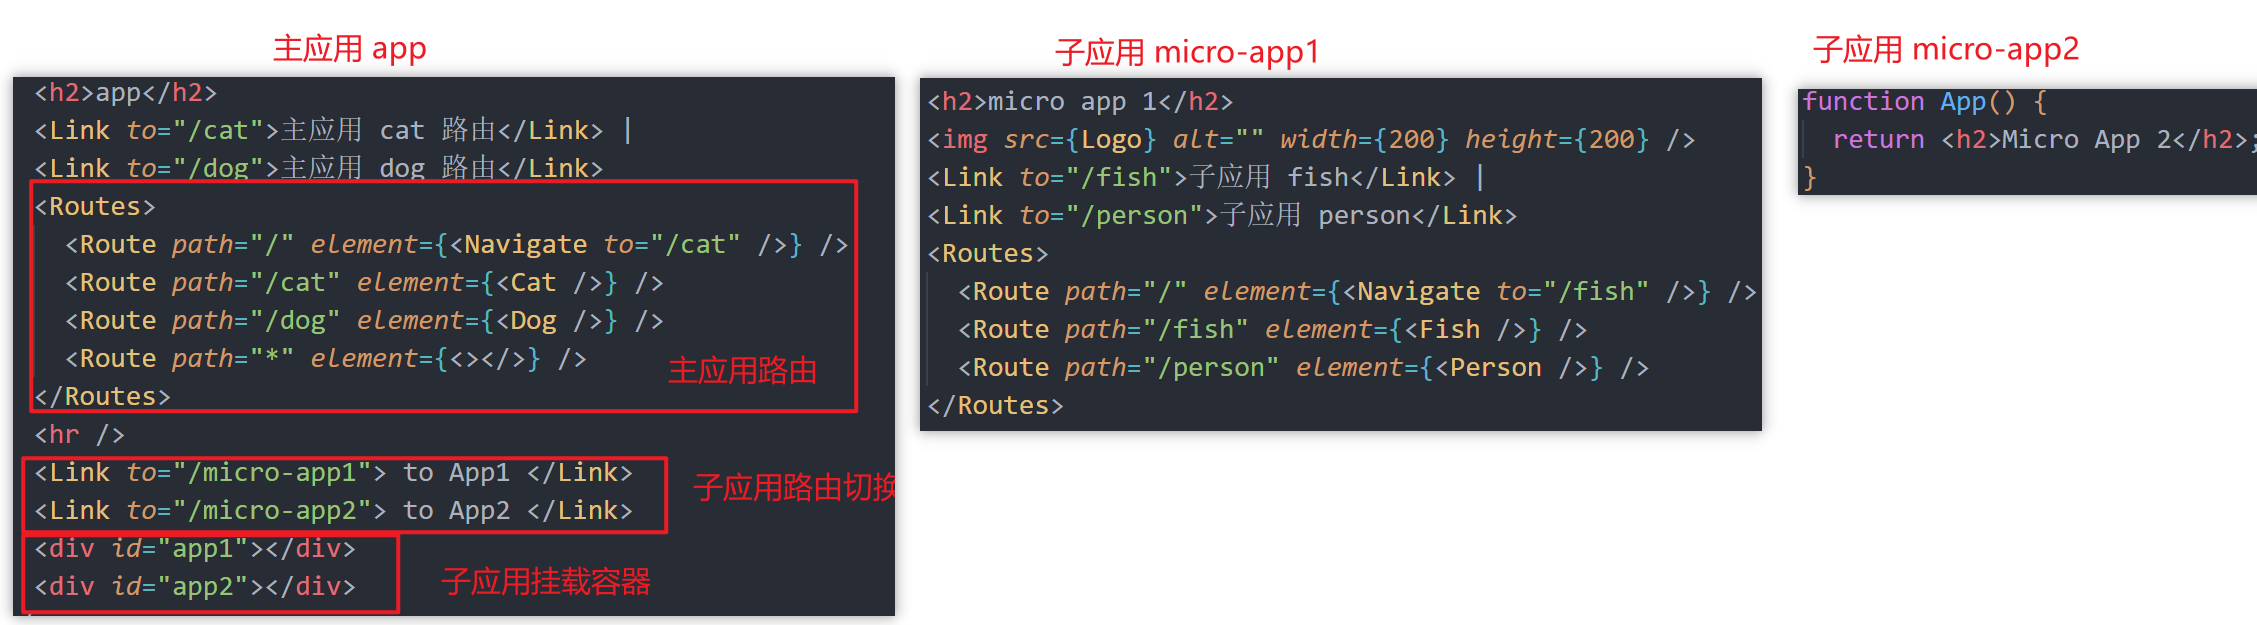 主应用 app
<h2>app</h2>
<Link to="/cat">主应用 cat 路由</Link> |
<Link to="/dog">主应用 dog 路由</Link>
<Routes>
<Route path="/" element={<Navigate to="/cat" />} />
<Route path="/cat" element={<Cat />} />
<Route path="/dog" element={<Dog />} />
<Route path="*" element={<></>} />
主应用路由
</Routes>
<hr />
<Link to="/micro-app1"> to App1 </Link>
<Link to="/micro-app2"> to App2 </Link>
子应用路由切换
<div id="app1"></div>
<div id="app2"></div>
子应用挂载容器
子应用 micro-app1
<h2>micro app 1</h2>
<img src={Logo} alt="" width={200} height={200} />
<Link to="/fish">子应用 fish</Link> |
<Link to="/person">子应用 person</Link>
<Routes>
<Route path="/" element={<Navigate to="/fish" />} />
<Route path="/fish" element={<Fish />} />
<Route path="/person" element={<Person />} />
</Routes>
子应用 micro-app2
function App() {
return <h2>Micro App 2</h2>;
}